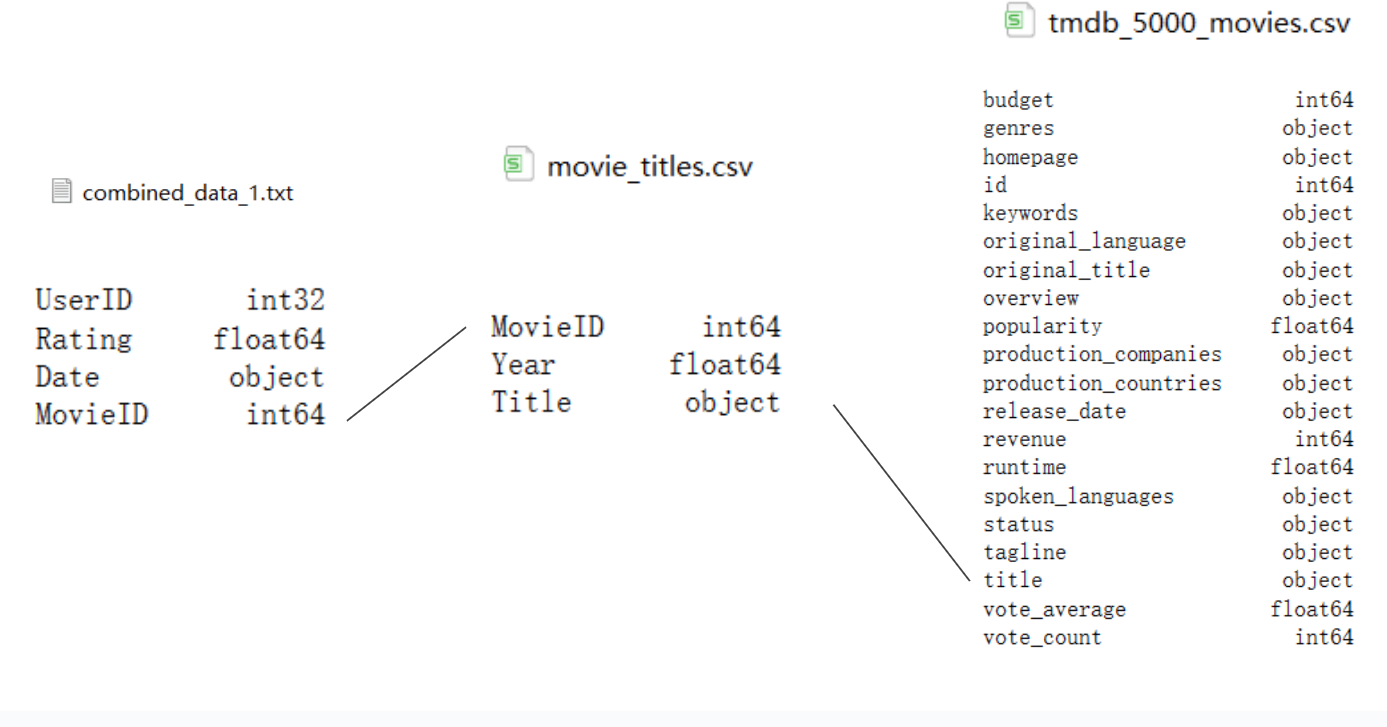 combined_data_1.txt
UserID int32
Rating float64
Date object
MovieID int64
movie_titles.csv
MovieID int64
Year float64
Title object
tmdb_5000_movies.csv
budget int64
genres object
homepage object
id int64
keywords object
original_language object
original_title object
overview object
popularity float64
production_companies object
production_countries object
release_date object
revenue int64
runtime float64
spoken_languages object
status object
tagline object
title object
vote_average float64
vote_count int64